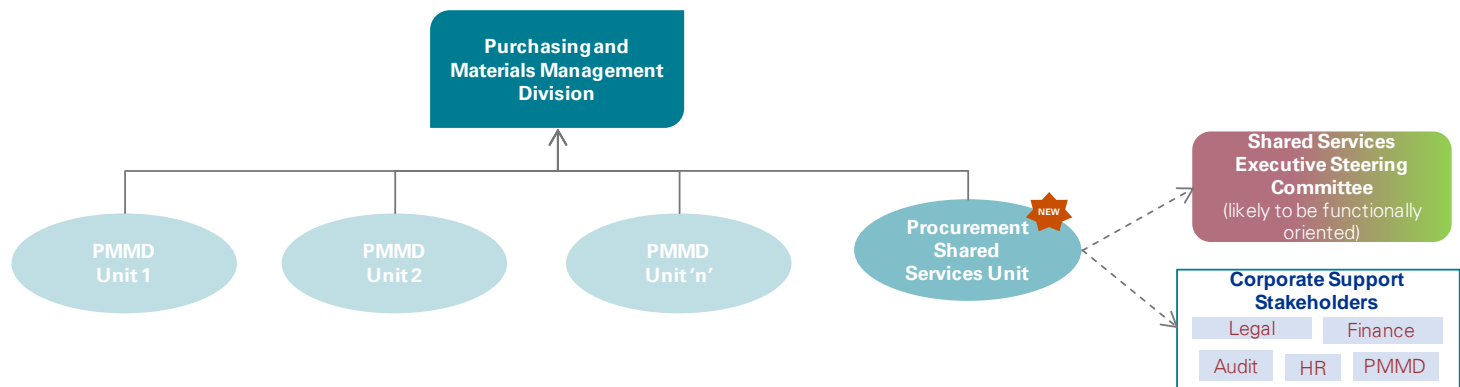 Purchasing and
Materials Management
Division
PMMD
Unit 1
PMMD
Unit 2
PMMD
Unit 'n'
Procurement
Shared
Services Unit
NEW
Shared Services
Executive Steering
Committee
(likely to be functionally
oriented)
Corporate Support
Stakeholders
Legal
Finance
Audit
HR
PMMD